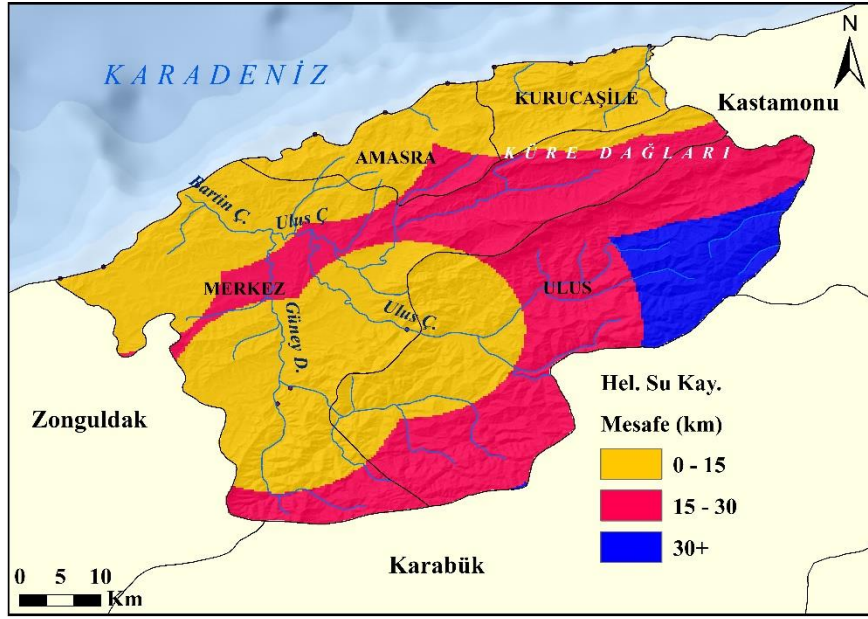 N
KARADENİZ
KURUCAŞİLE
Kastamonu
AMASRA
KÜRE DAĞLARI
Bartın Ç.
Ulus Ç
MERKEZ
ULUS
Güney D.
Ulus Ç.
Zonguldak
Hel. Su Kay.
Mesafe (km)
0 - 15
15 - 30
30+
Karabük
0 5 10
Km